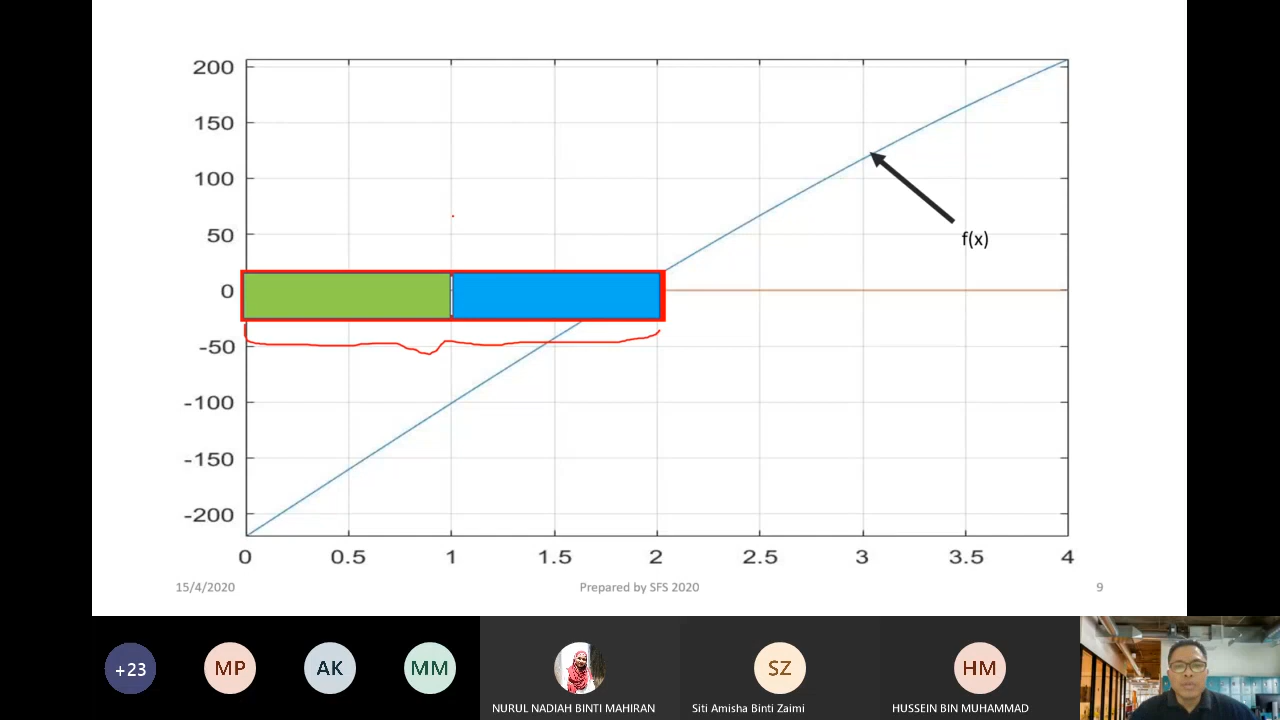 200
150
100
50
0
-50
-100
-150
-200
0 0.5 1 1.5 2 2.5 3 3.5 4
f(x)
15/4/2020 Prepared by SFS 2020 9
+23 MP AK MM SZ HM
NURUL NADIAH BINTI MAHIRAN Siti Amisha Binti Zaimi HUSSEIN BIN MUHAMMAD